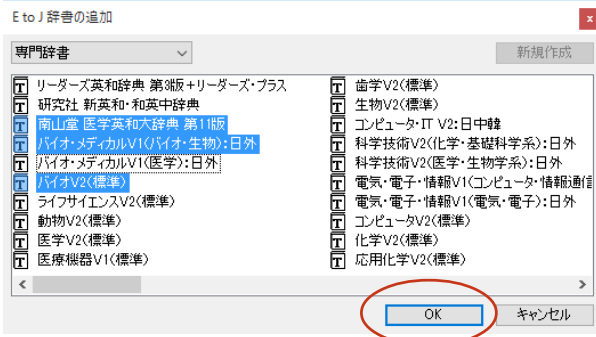 E to J 辞書の追加
x
専門辞書
新規作成
リーダーズ英和辞典 第3版+リーダーズ・プラス
研究社 新英和・和英中辞典
南山堂 医学英和大辞典 第11版
バイオ・メディカルV1(バイオ・生物):日外
バイオ・メディカルV1(医学):日外
バイオV2(標準)
ライフサイエンスV2(標準)
動物V2(標準)
医学V2(標準)
医療機器V1(標準)
歯学V2(標準)
生物V2(標準)
コンピュータ・IT V2:日中韓
科学技術V2(化学・基礎科学系):日外
科学技術V2(医学・生物学系):日外
電気・電子・情報V1(コンピュータ・情報通信
電気・電子・情報V1(電気・電子):日外
コンピュータV2(標準)
化学V2(標準)
応用化学V2(標準)
OK
キャンセル